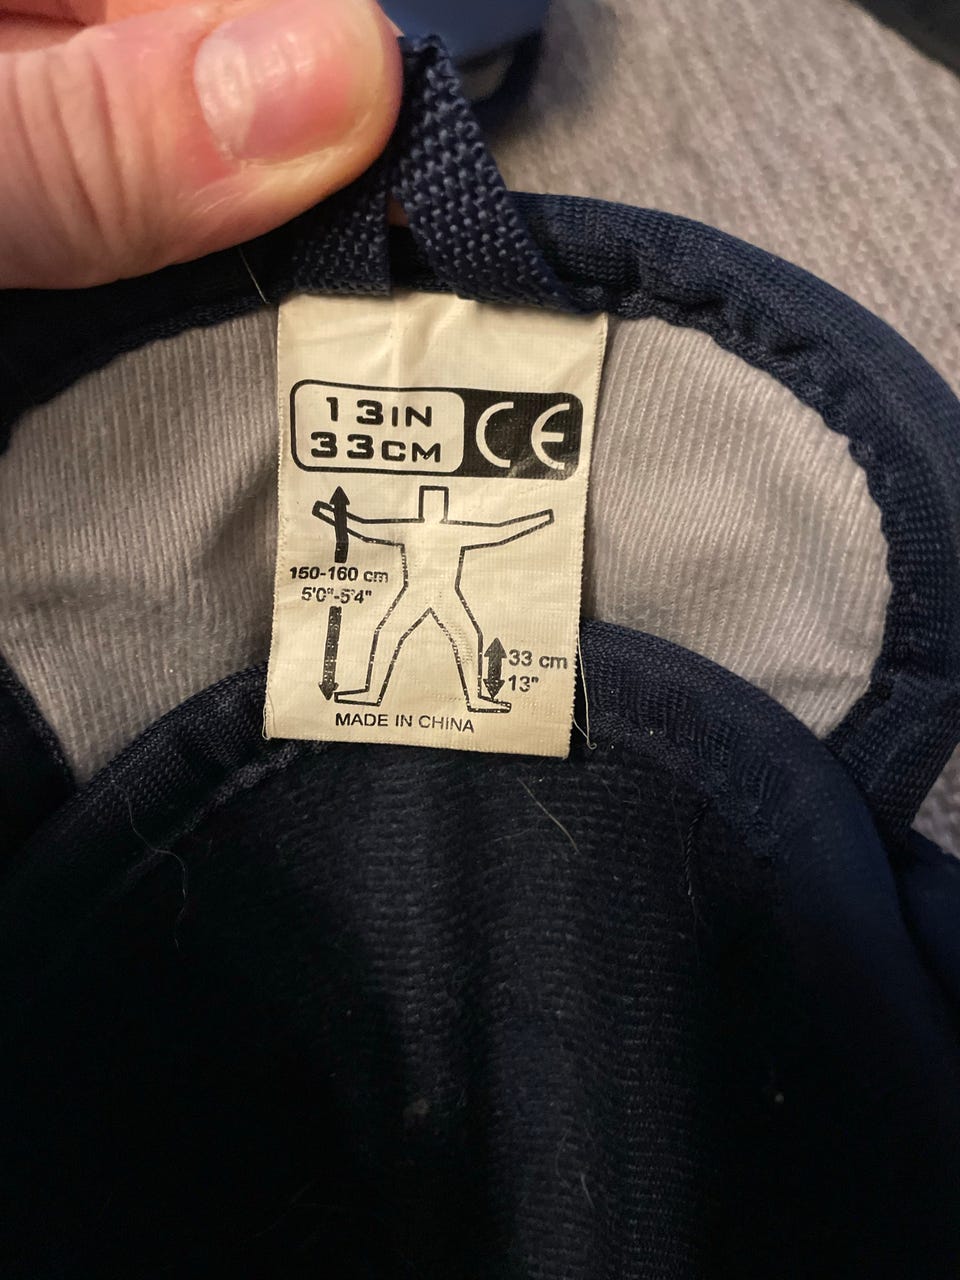 13IN
33CM
CE
150-160 cm
5'0"-5'4"
33 cm
13"
MADE IN CHINA